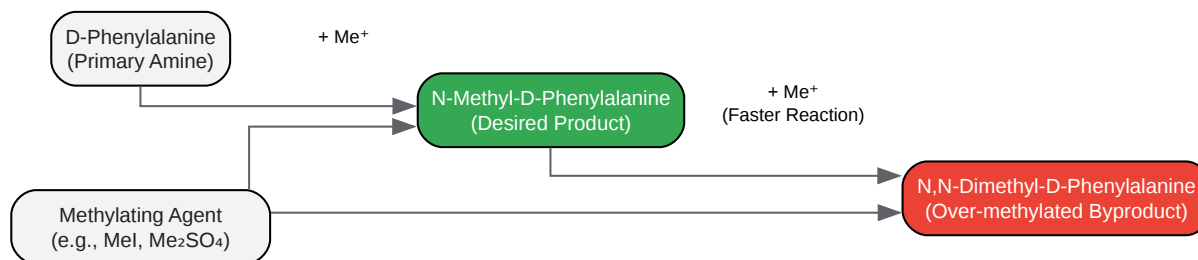 D-Phenylalanine
(Primary Amine)
+ Me⁺
N-Methyl-D-Phenylalanine
(Desired Product)
+ Me⁺
(Faster Reaction)
N,N-Dimethyl-D-Phenylalanine
(Over-methylated Byproduct)
Methylating Agent
(e.g., MeI, Me₂SO₄)